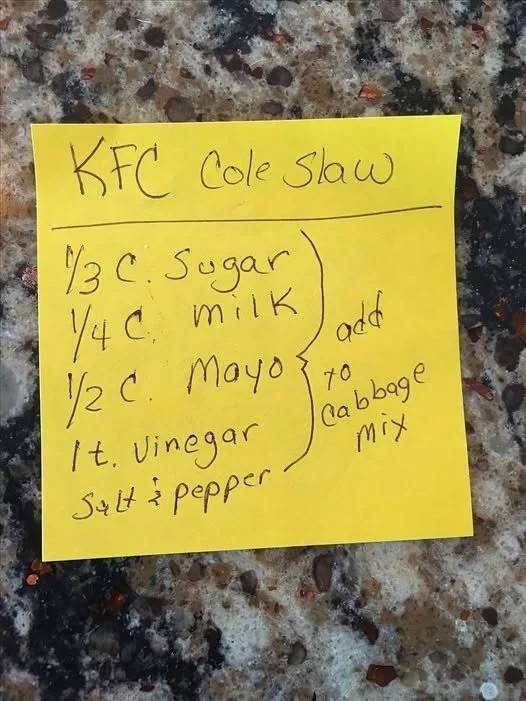 KFC Cole Slaw
1/3 C. Sugar
1/4 C. milk
1/2 C. Mayo
1 t. vinegar
Salt & pepper
add
to
Cabbage
Mix